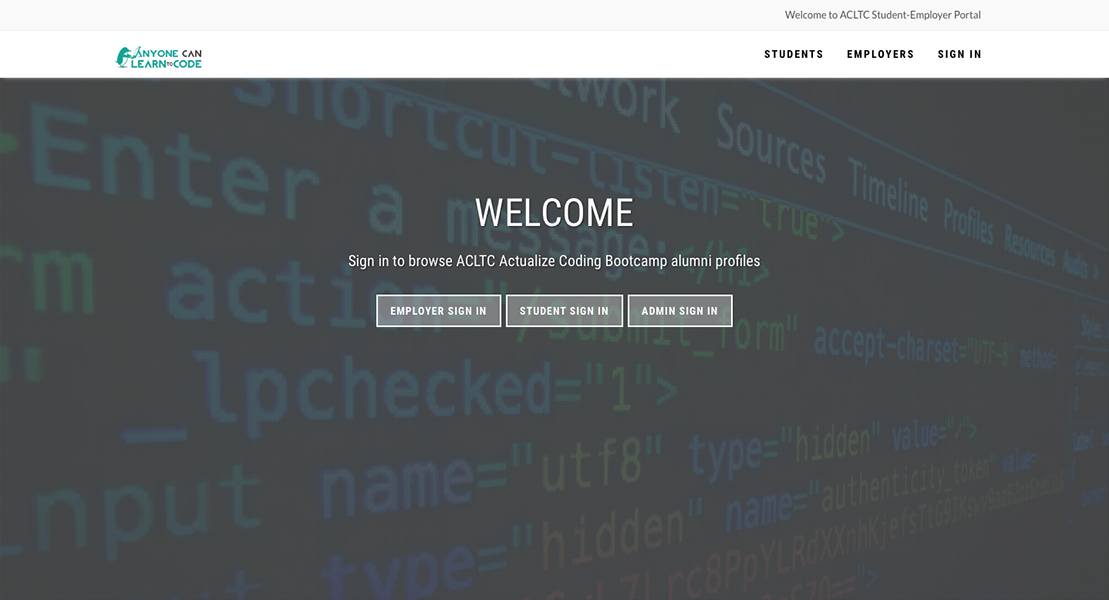 Welcome to ACLTC Student-Employer Portal
ANYONE CAN
LEARN TO CODE
STUDENTS EMPLOYERS SIGN IN
shortcut-listen="true">
Network Sources Timeline Profiles Resources Audits
>Enter a message:</h1>
WELCOME
Sign in to browse ACLTC Actualize Coding Bootcamp alumni profiles
EMPLOYER SIGN IN STUDENT SIGN IN ADMIN SIGN IN
rm action="/submit_form" accept-charset="UTF-8" method=
Styles
_lpchecked="1">
name="utf8" type="hidden" value="✓">
input type="hidden" name="authenticity_token" value=